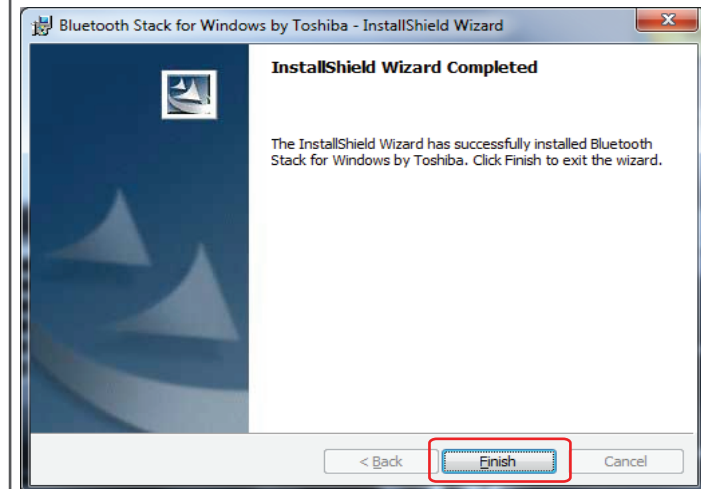 Bluetooth Stack for Windows by Toshiba - InstallShield Wizard
InstallShield Wizard Completed
The InstallShield Wizard has successfully installed Bluetooth
Stack for Windows by Toshiba. Click Finish to exit the wizard.
< Back Finish Cancel